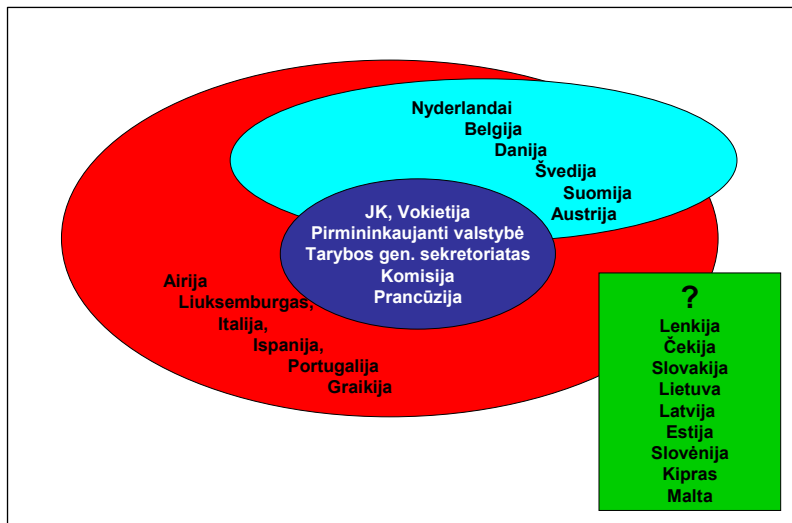 Nyderlandai
Belgija
Danija
Švedija
Suomija
Austrija
JK, Vokietija
Pirmininkaujanti valstybė
Tarybos gen. sekretoriatas
Komisija
Prancūzija
Airija
Liuksemburgas,
Italija,
Ispanija,
Portugalija
Graikija
?
Lenkija
Čekija
Slovakija
Lietuva
Latvija
Estija
Slovėnija
Kipras
Malta